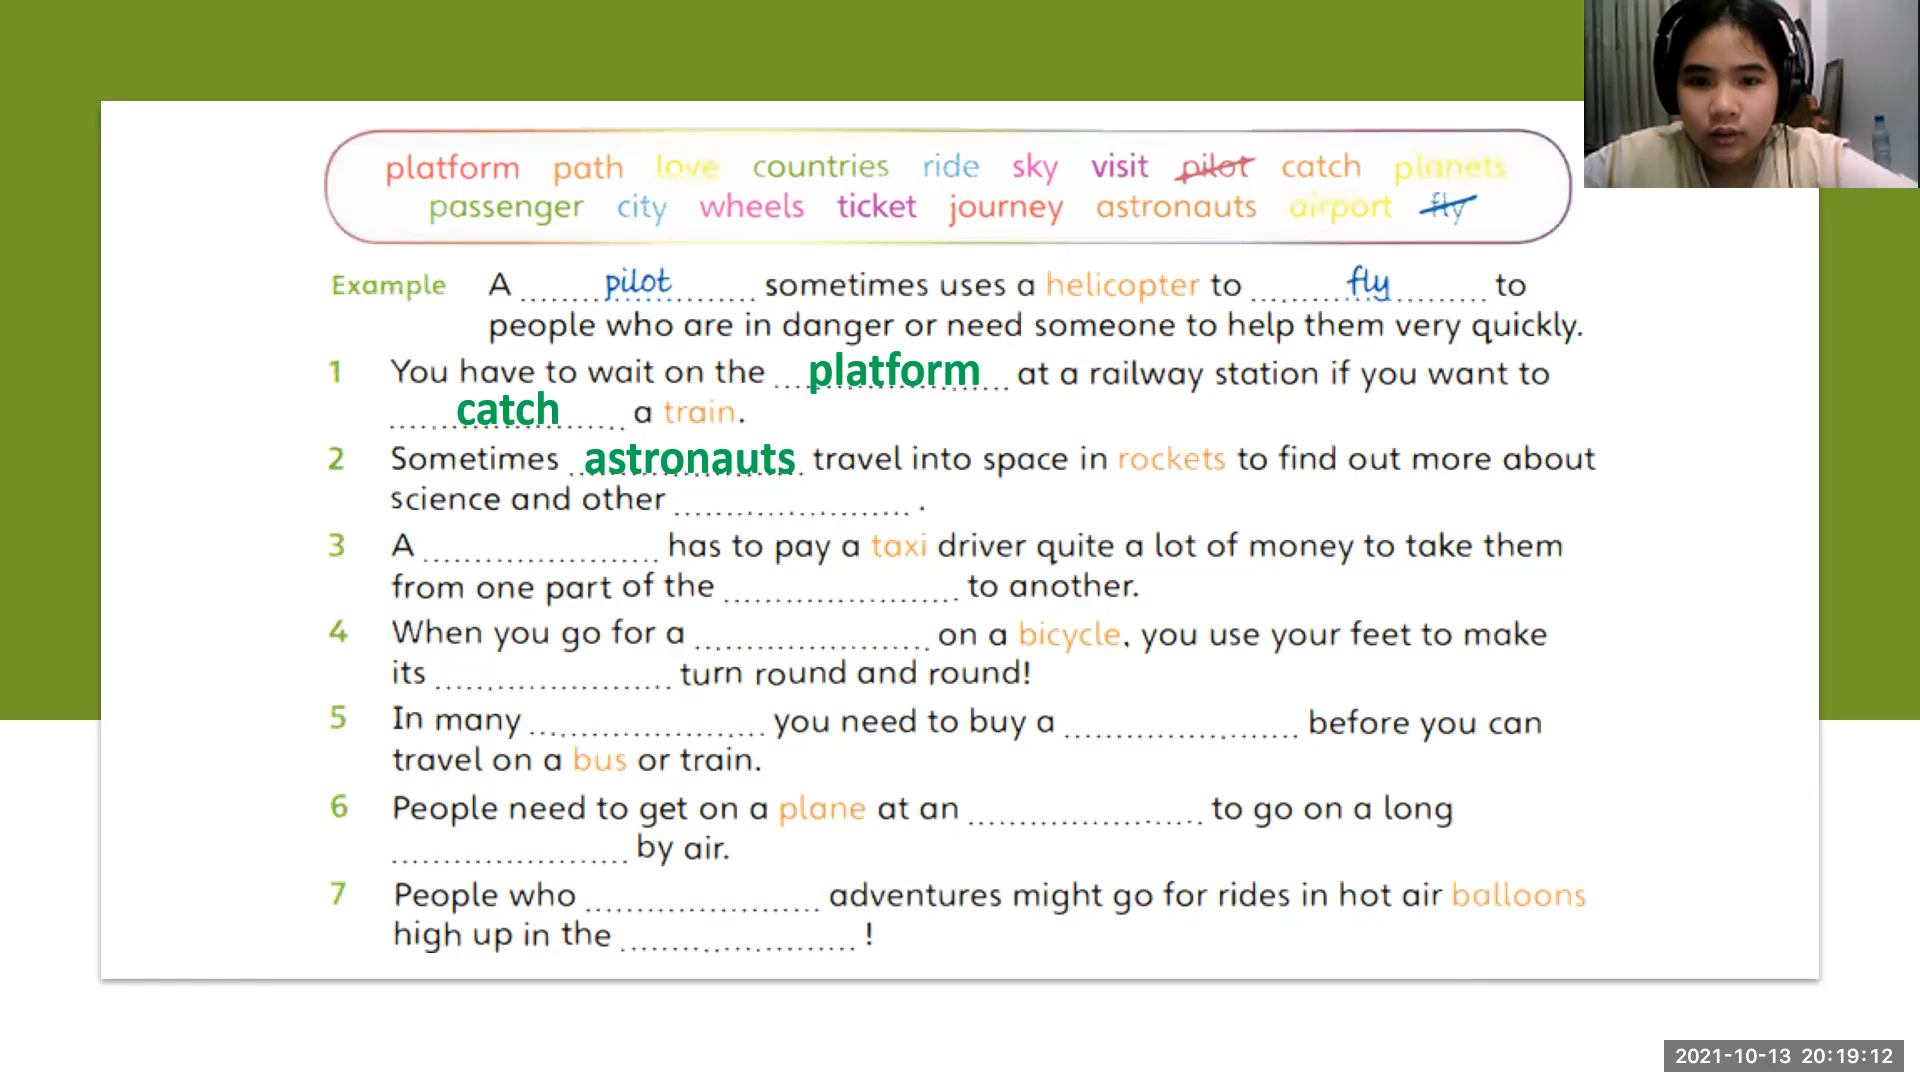 platform path love countries ride sky visit pilot catch planets
passenger city wheels ticket journey astronauts airport fly
Example A ........pilot........ sometimes uses a helicopter to ........fly........ to
people who are in danger or need someone to help them very quickly.
1 You have to wait on the ...platform... at a railway station if you want to
......catch...... a train.
2 Sometimes .astronauts. travel into space in rockets to find out more about
science and other ....................... .
3 A ....................... has to pay a taxi driver quite a lot of money to take them
from one part of the ....................... to another.
4 When you go for a ....................... on a bicycle, you use your feet to make
its ....................... turn round and round!
5 In many ....................... you need to buy a ....................... before you can
travel on a bus or train.
6 People need to get on a plane at an ....................... to go on a long
....................... by air.
7 People who ....................... adventures might go for rides in hot air balloons
high up in the ....................... !
2021-10-13 20:19:12